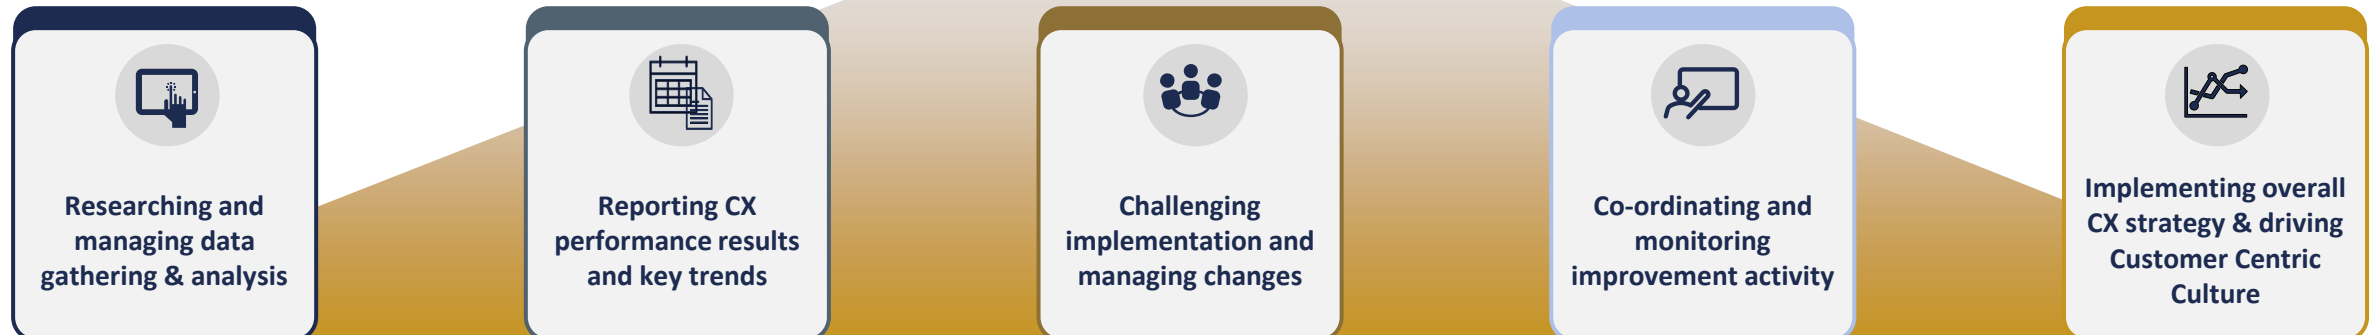 Researching and
managing data
gathering & analysis
Reporting CX
performance results
and key trends
Challenging
implementation and
managing changes
Co-ordinating and
monitoring
improvement activity
Implementing overall
CX strategy & driving
Customer Centric
Culture